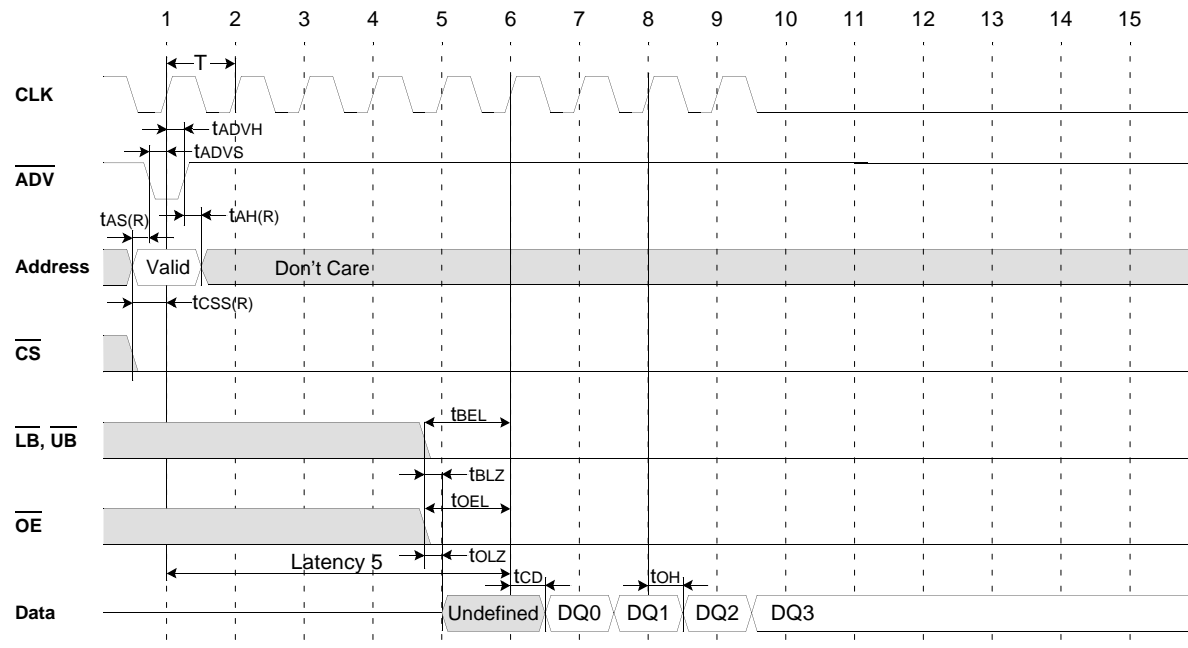 1 2 3 4 5 6 7 8 9 10 11 12 13 14 15
T
CLK
tADVH
tADVS
ADV
tAS(R)
tAH(R)
Address
Valid
Don't Care
tCSS(R)
CS
tBEL
LB, UB
tBLZ
tOEL
OE
tOLZ
Latency 5
tCD
tOH
Data
Undefined DQ0 DQ1 DQ2 DQ3